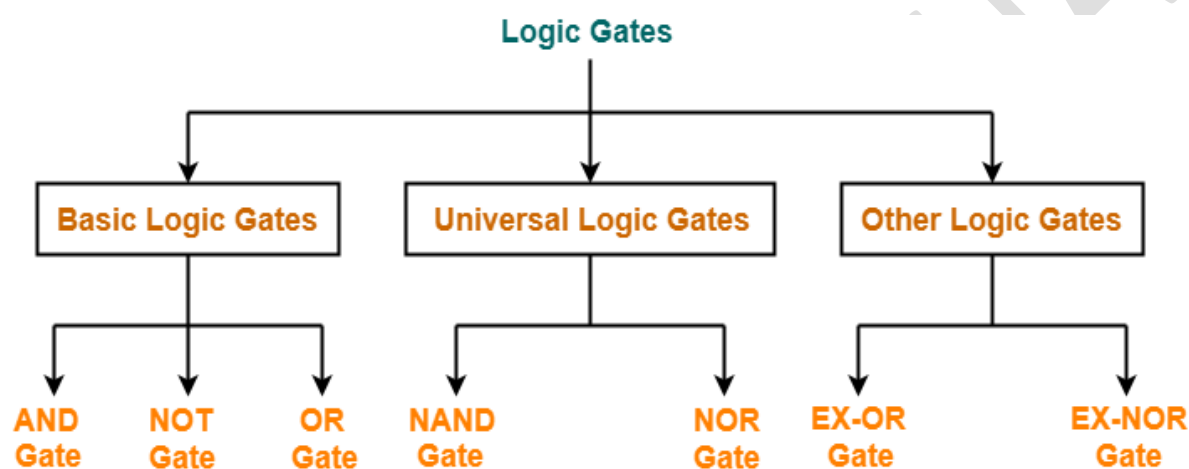 Logic Gates
Basic Logic Gates
Universal Logic Gates
Other Logic Gates
AND
Gate
NOT
Gate
OR
Gate
NAND
Gate
NOR
Gate
EX-OR
Gate
EX-NOR
Gate